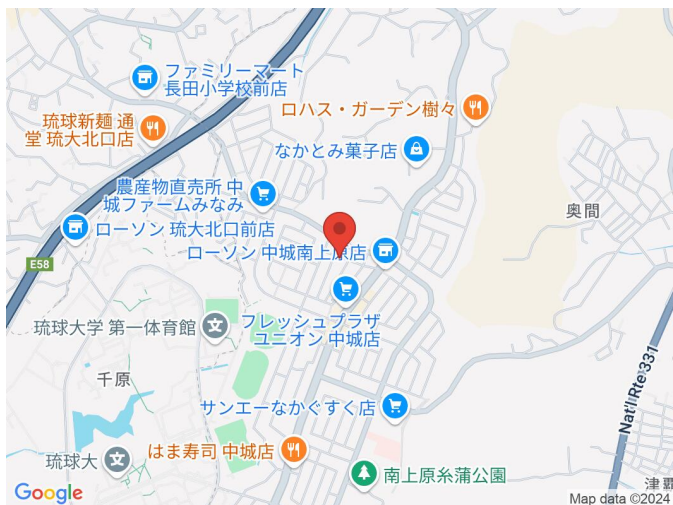 ファミリーマート
長田小学校前店
ロハス・ガーデン樹々
琉球新麺 通
堂 琉大北口店
なかとみ菓子店
農産物直売所 中
城ファームみなみ
奥間
ローソン 琉大北口前店
ローソン 中城南上原店
E58
フレッシュプラザ
ユニオン 中城店
琉球大学 第一体育館
Nat'l Rte 331
千原
サンエーなかぐすく店
はま寿司 中城店
琉球大
南上原糸蒲公園
津覇
Google
Map data ©2024